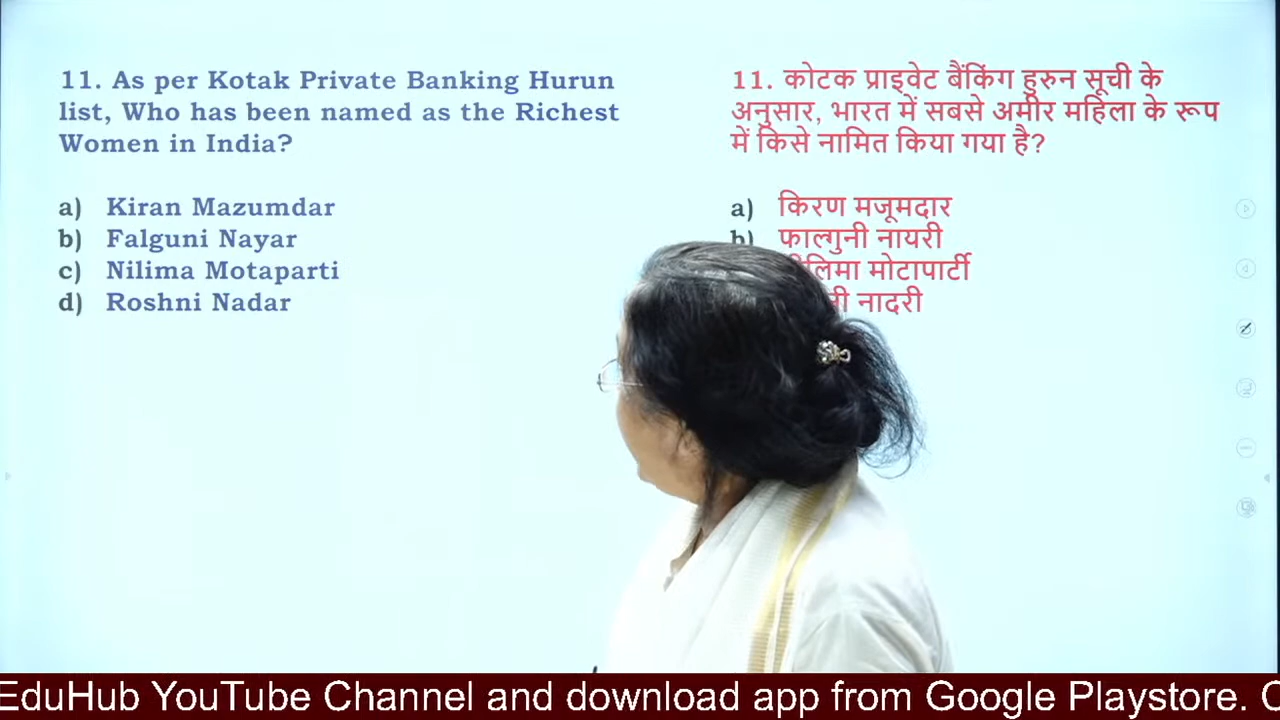 11. As per Kotak Private Banking Hurun
list, Who has been named as the Richest
Women in India?
a) Kiran Mazumdar
b) Falguni Nayar
c) Nilima Motaparti
d) Roshni Nadar
11. कोटक प्राइवेट बैंकिंग हुरुन सूची के
अनुसार, भारत में सबसे अमीर महिला के रूप
में किसे नामित किया गया है?
a) किरण मजूमदार
b) फाल्गुनी नायरी
मोटापार्टी
नादरी
EduHub YouTube Channel and download app from Google Playstore.